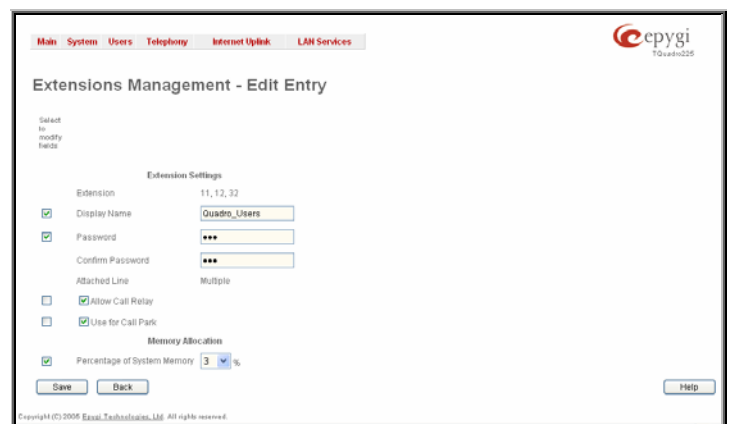 Main System Users Telephony Internet Uplink LAN Services
epygi
TQuadro225
Extensions Management - Edit Entry
Select
to
modify
fields
Extension Settings
Extension 11, 12, 32
Display Name Quadro_Users
Password •••
Confirm Password •••
Attached Line Multiple
Allow Call Relay
Use for Call Park
Memory Allocation
Percentage of System Memory 3 %
Save Back Help
Copyright (C) 2006 Epygi Technologies, Ltd. All rights reserved.